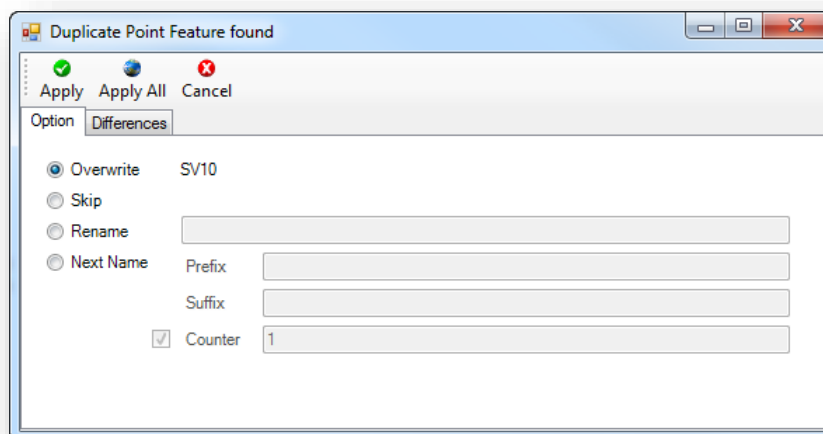 Duplicate Point Feature found
Apply Apply All Cancel
Option Differences
Overwrite SV10
Skip
Rename
Next Name Prefix
Suffix
Counter 1